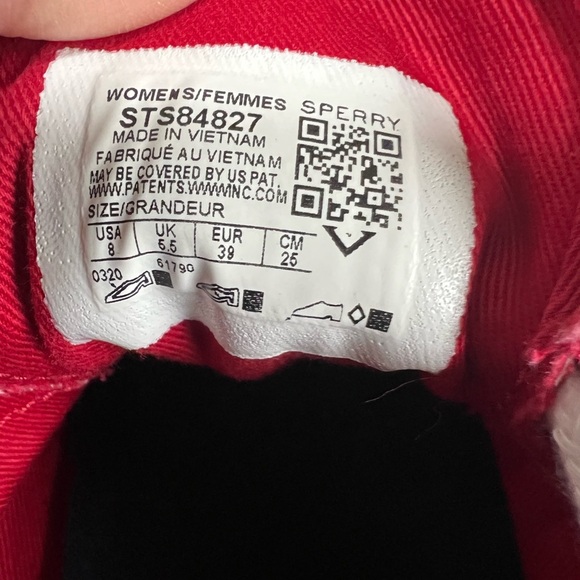 WOMENS/FEMMES
SPERRY
STS84827
MADE IN VIETNAM
FABRIQUÉ AU VIETNAM
MAY BE COVERED BY US PAT.
WWW.PATENTS.WWWINC.COM
SIZE/GRANDEUR
USA UK EUR CM
8 5.5 39 25
0320 61790